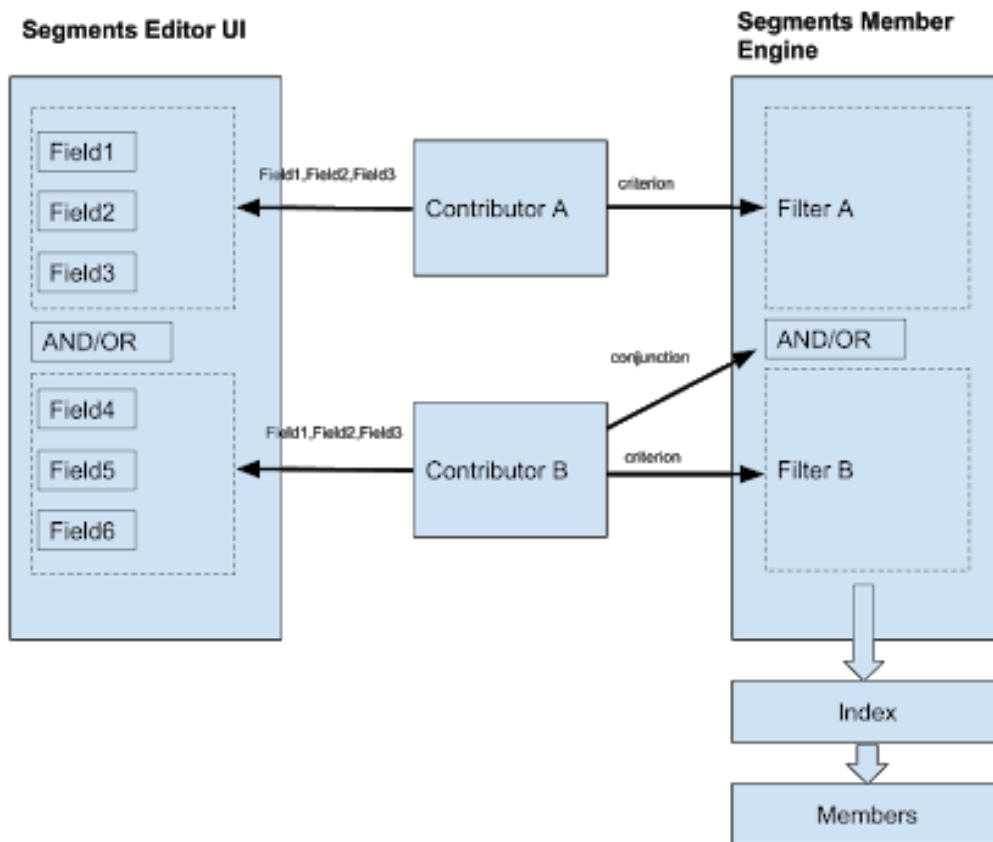 Segments Editor UI
Segments Member
Engine
Field1
Field2
Field3
AND/OR
Field4
Field5
Field6
Field1,Field2,Field3
Contributor A
criterion
Filter A
AND/OR
conjunction
Field1,Field2,Field3
Contributor B
criterion
Filter B
Index
Members